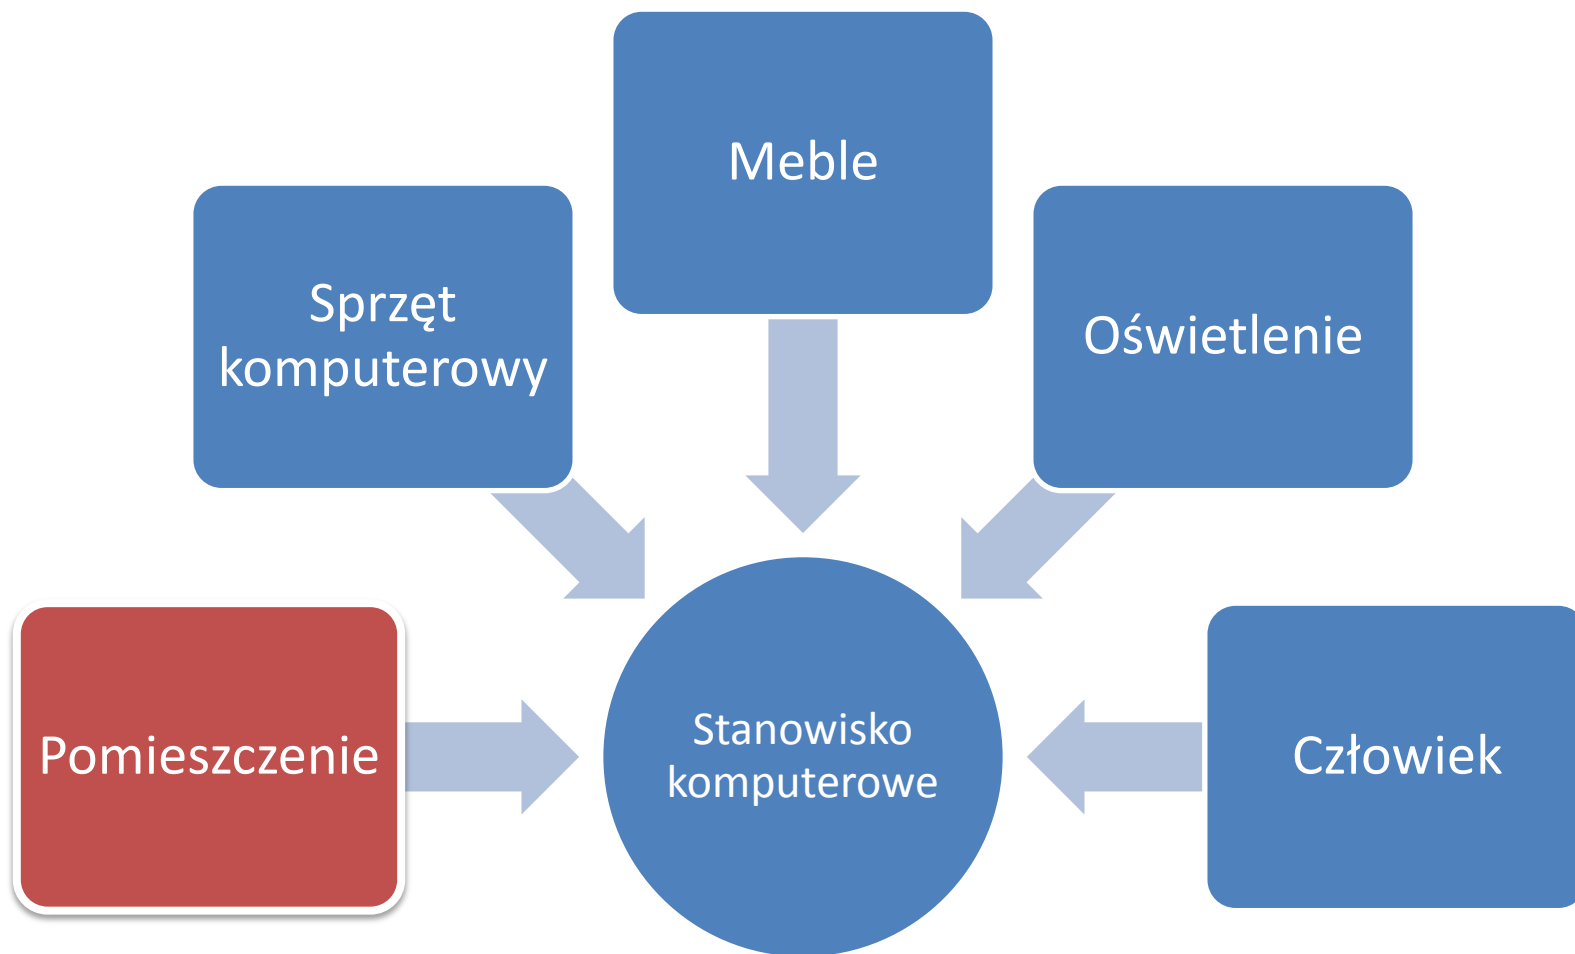 Meble
Sprzęt
komputerowy
Oświetlenie
Pomieszczenie
Stanowisko
komputerowe
Człowiek